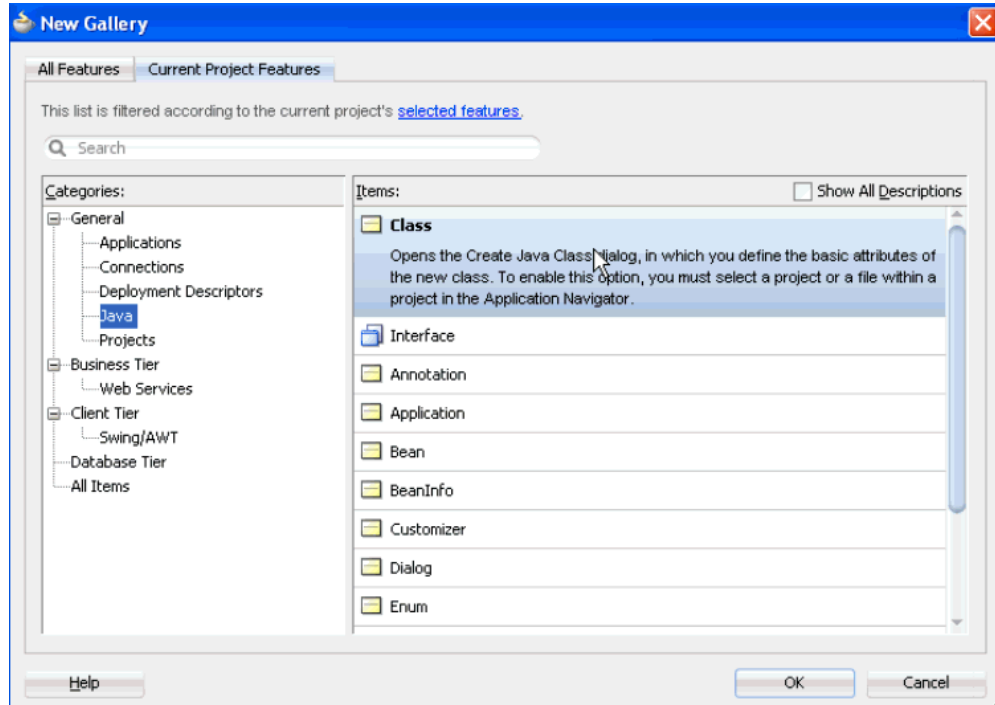 New Gallery
All Features
Current Project Features
This list is filtered according to the current project's selected features.
Search
Categories:
General
Applications
Connections
Deployment Descriptors
Java
Projects
Business Tier
Web Services
Client Tier
Swing/AWT
Database Tier
All Items
Items:
Show All Descriptions
Class
Opens the Create Java Class dialog, in which you define the basic attributes of
the new class. To enable this option, you must select a project or a file within a
project in the Application Navigator.
Interface
Annotation
Application
Bean
BeanInfo
Customizer
Dialog
Enum
Help
OK
Cancel